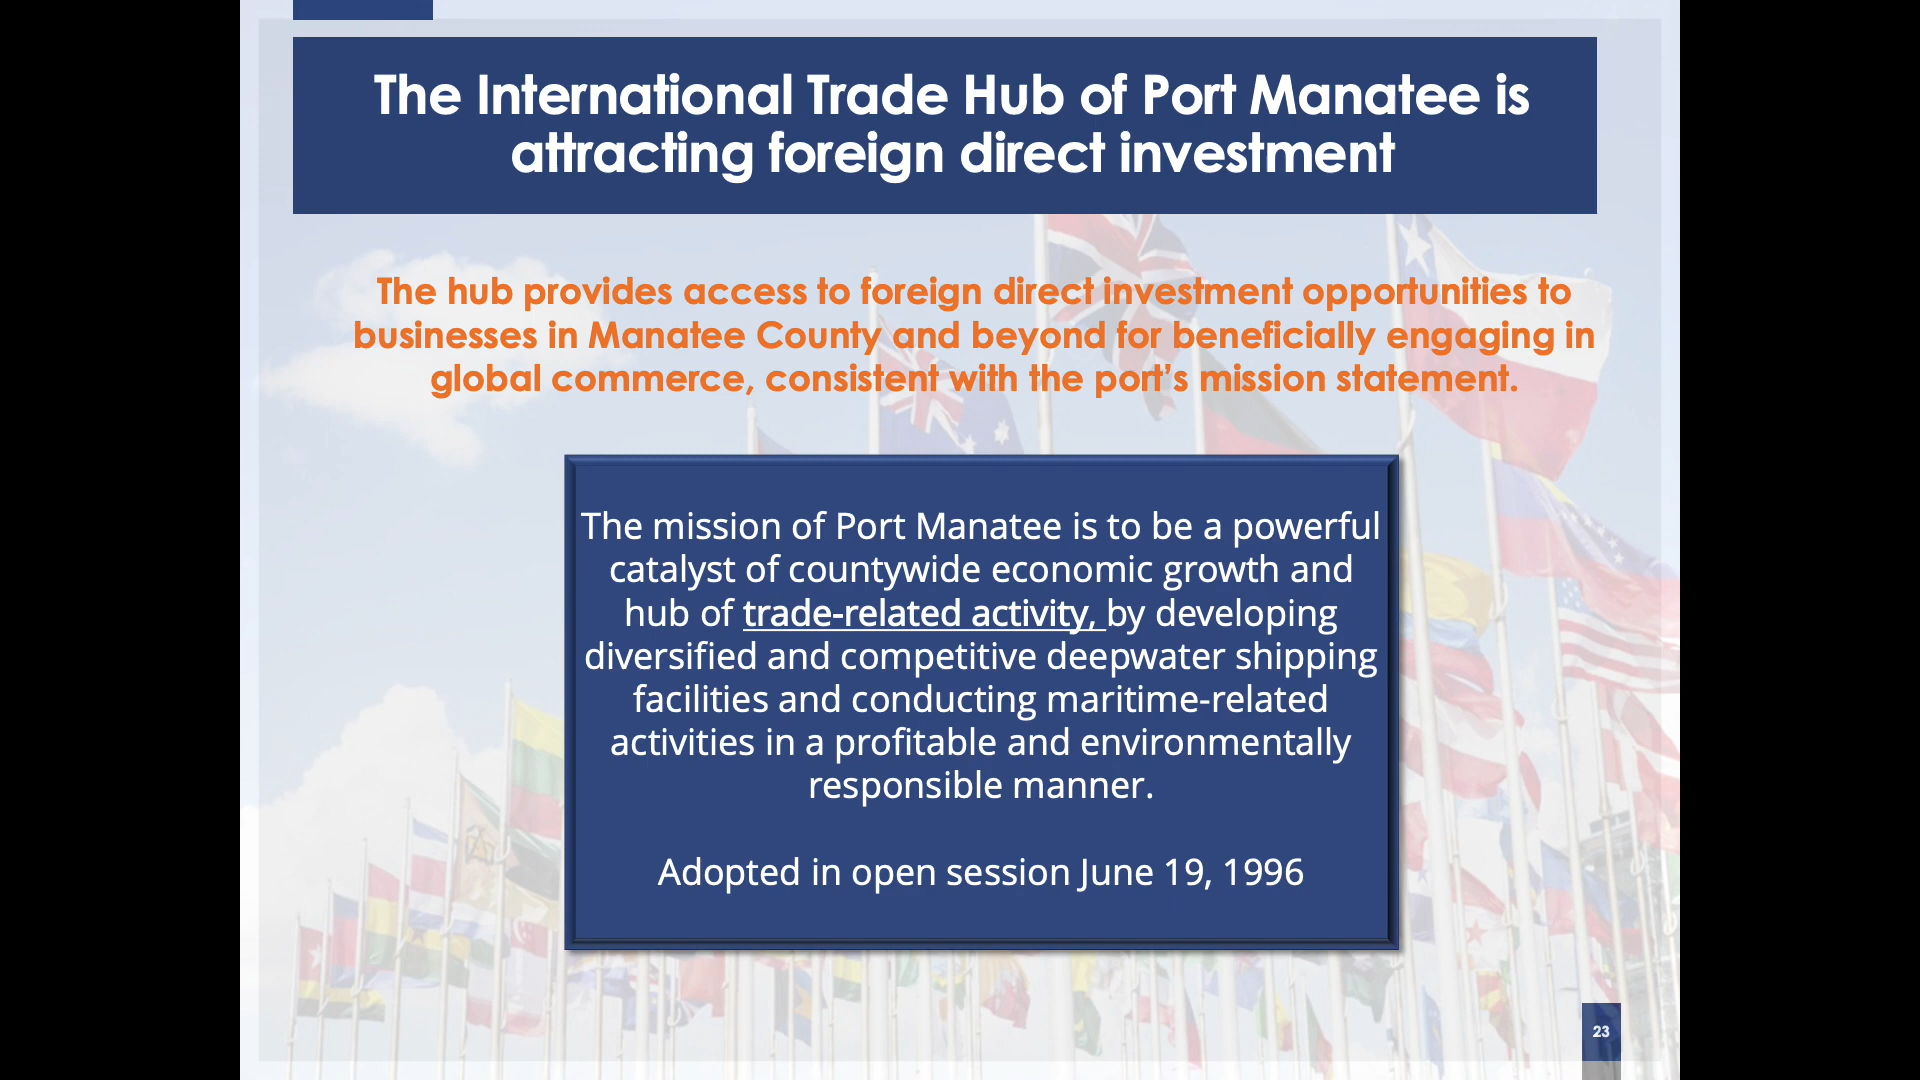 The International Trade Hub of Port Manatee is
attracting foreign direct investment
The hub provides access to foreign direct investment opportunities to
businesses in Manatee County and beyond for beneficially engaging in
global commerce, consistent with the port’s mission statement.
The mission of Port Manatee is to be a powerful
catalyst of countywide economic growth and
hub of trade-related activity, by developing
diversified and competitive deepwater shipping
facilities and conducting maritime-related
activities in a profitable and environmentally
responsible manner.
Adopted in open session June 19, 1996
23